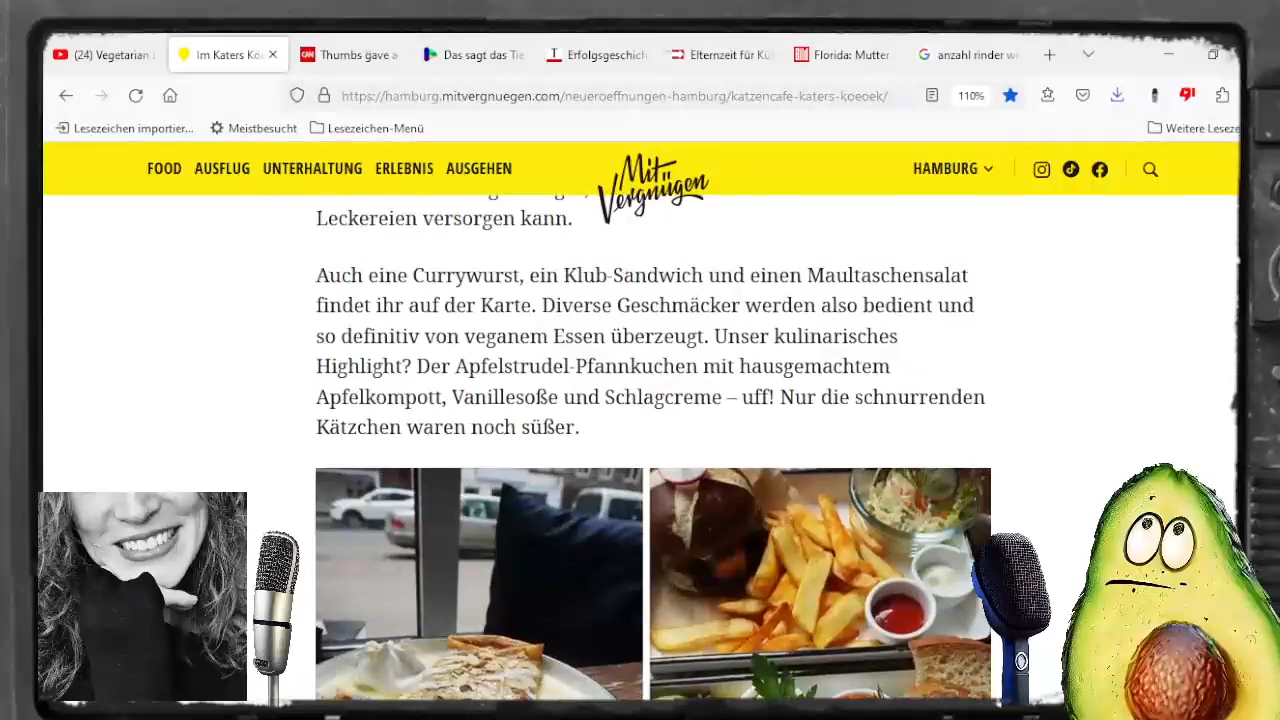 (24) Vegetarian
Im Katers Kö
CNN Thumbs gave a
Das sagt das Tie
Erfolgsgeschich
Elternzeit für Kü
Bild Florida: Mutter
anzahl rinder w
https://hamburg.mitvergnuegen.com/neueroeffnungen-hamburg/katzencafe-katers-koeoek/
110%
Lesezeichen importier...
Meistbesucht
Lesezeichen-Menü
Weitere Leseze
FOOD AUSFLUG UNTERHALTUNG ERLEBNIS AUSGEHEN
Mit
Vergnügen
HAMBURG
Leckereien versorgen kann.
Auch eine Currywurst, ein Klub-Sandwich und einen Maultaschensalat
findet ihr auf der Karte. Diverse Geschmäcker werden also bedient und
so definitiv von veganem Essen überzeugt. Unser kulinarisches
Highlight? Der Apfelstrudel-Pfannkuchen mit hausgemachtem
Apfelkompott, Vanillesoße und Schlagcreme – uff! Nur die schnurrenden
Kätzchen waren noch süßer.